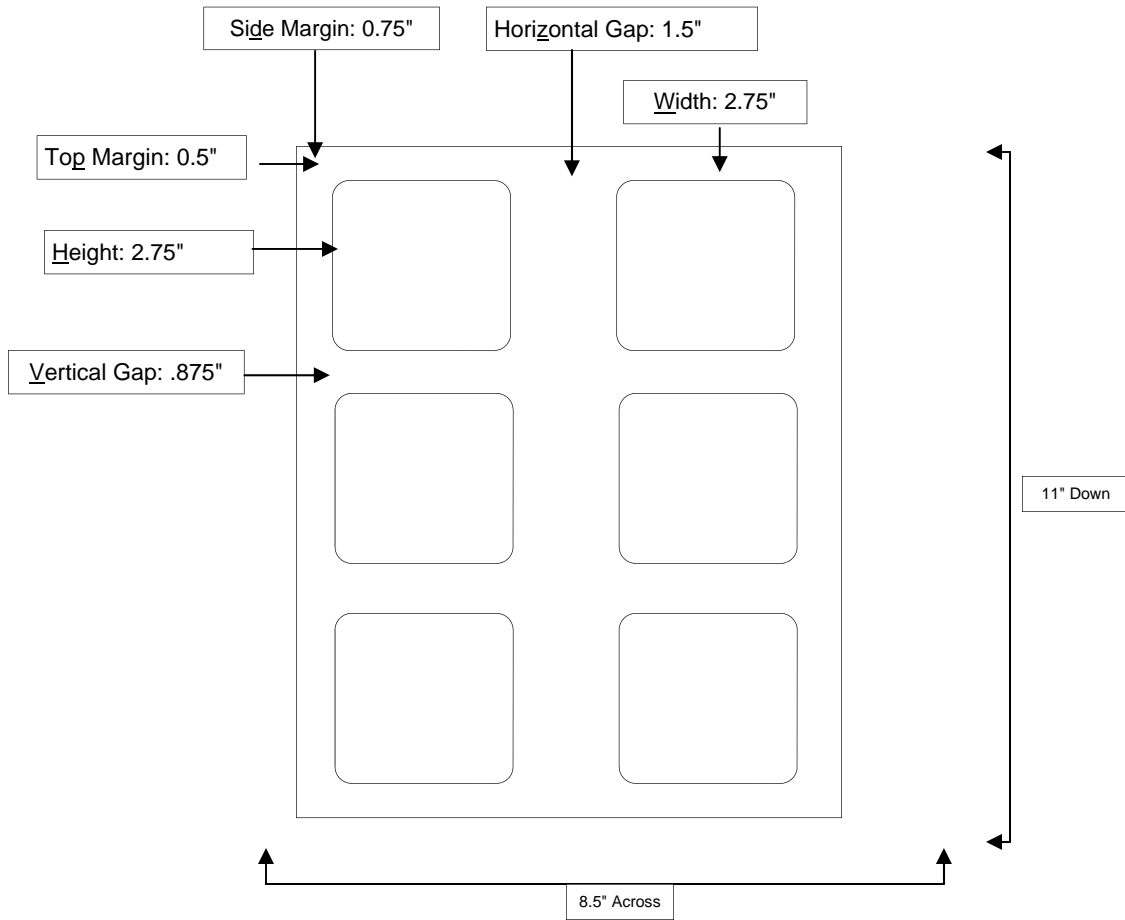 Side Margin: 0.75"
Horizontal Gap: 1.5"
Width: 2.75"
Top Margin: 0.5"
Height: 2.75"
Vertical Gap: .875"
11" Down
8.5" Across